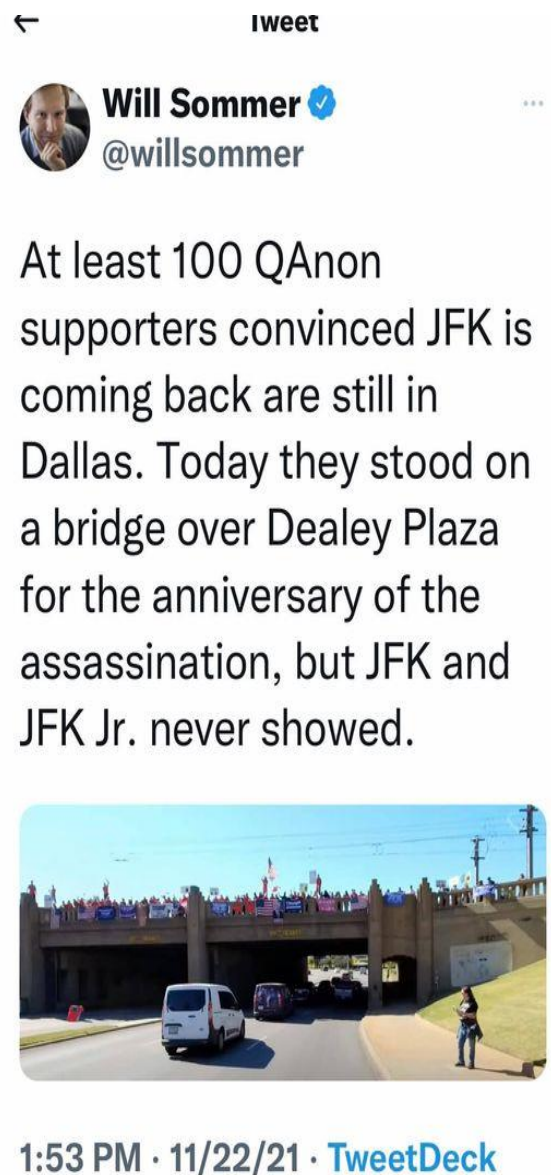 Tweet
Will Sommer
@willsommer
At least 100 QAnon
supporters convinced JFK is
coming back are still in
Dallas. Today they stood on
a bridge over Dealey Plaza
for the anniversary of the
assassination, but JFK and
JFK Jr. never showed.
1:53 PM · 11/22/21 · TweetDeck